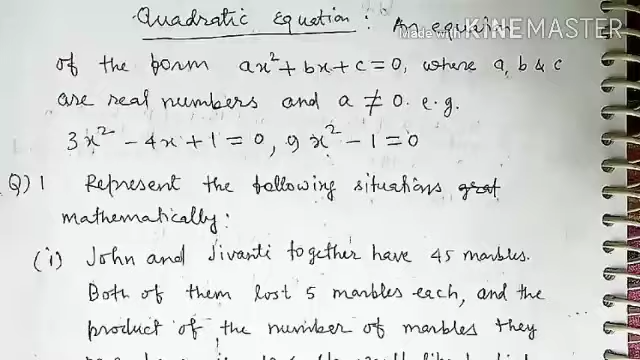 Quadratic Equation: An equation
Made with KINEMASTER
of the form ax² + bx + c = 0, where a, b & c
are real numbers and a ≠ 0. e.g.
3x² - 4x + 1 = 0, 9x² - 1 = 0
Q) 1 Represent the following situations
mathematically:
(i) John and Jivanti together have 45 marbles.
Both of them lost 5 marbles each, and the
product of the number of marbles they